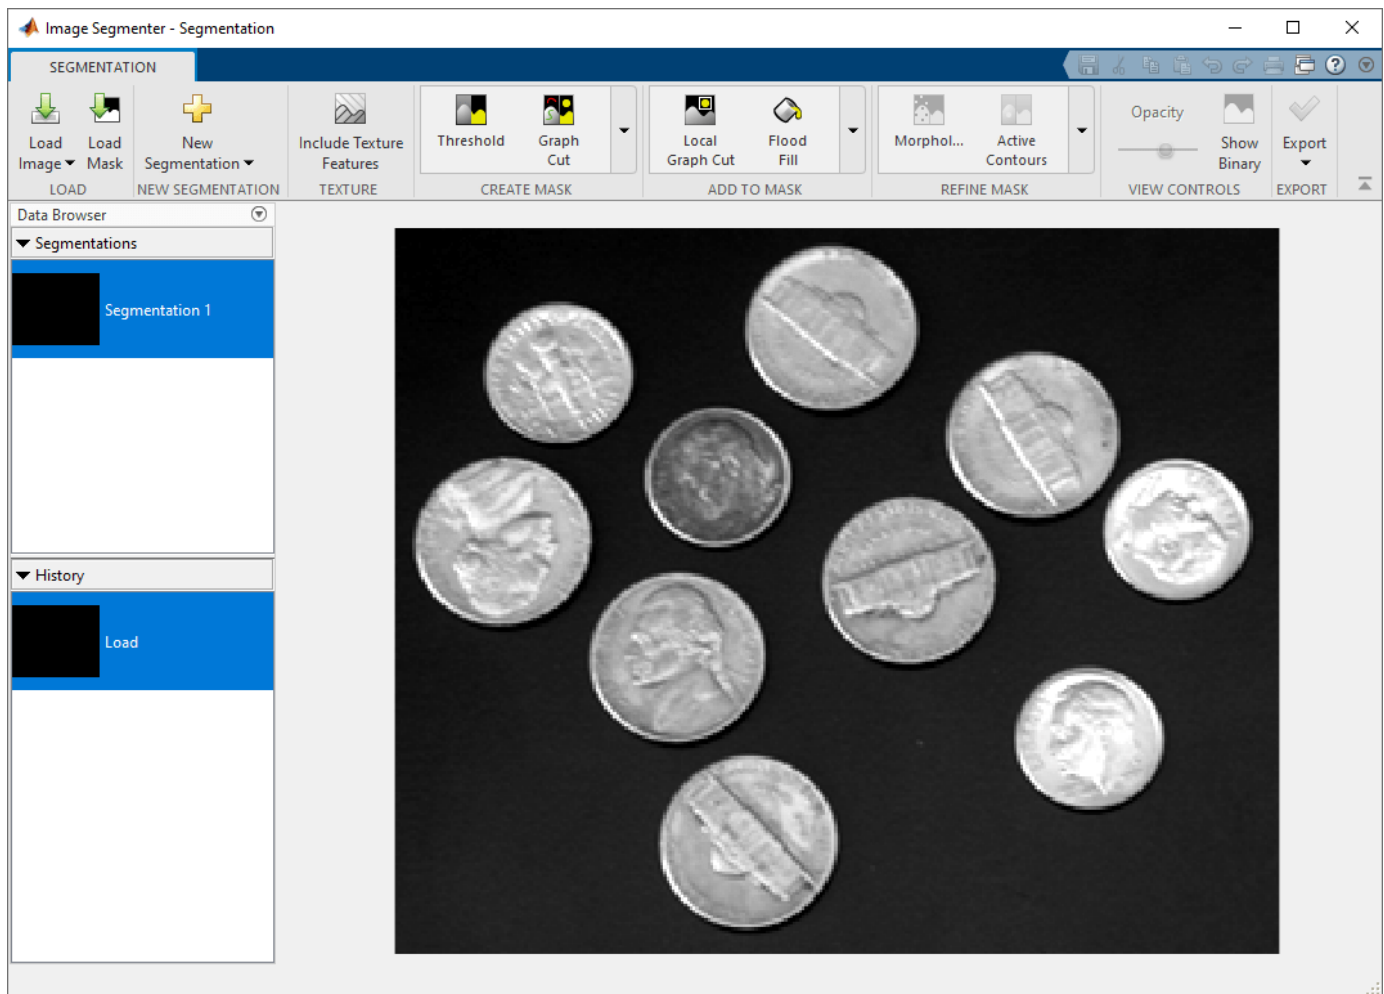 Image Segmenter - Segmentation
SEGMENTATION
Load
Image
Load
Mask
New
Segmentation
Include Texture
Features
Threshold
Graph
Cut
Local
Graph Cut
Flood
Fill
Morphol...
Active
Contours
Opacity
Show
Binary
Export
LOAD
NEW SEGMENTATION
TEXTURE
CREATE MASK
ADD TO MASK
REFINE MASK
VIEW CONTROLS
EXPORT
Data Browser
Segmentations
Segmentation 1
History
Load